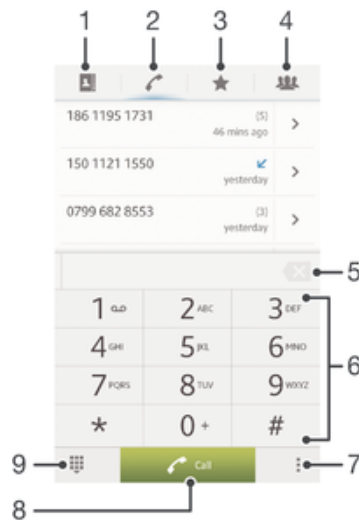 1 2 3 4
186 1195 1731 (5)
46 mins ago
150 1121 1550
yesterday
0799 682 8553 (3)
yesterday
5
1 2 ABC 3 DEF
4 GHI 5 JKL 6 MNO
6
7 PQRS 8 TUV 9 WXYZ
* 0 + #
9 Call 7
8